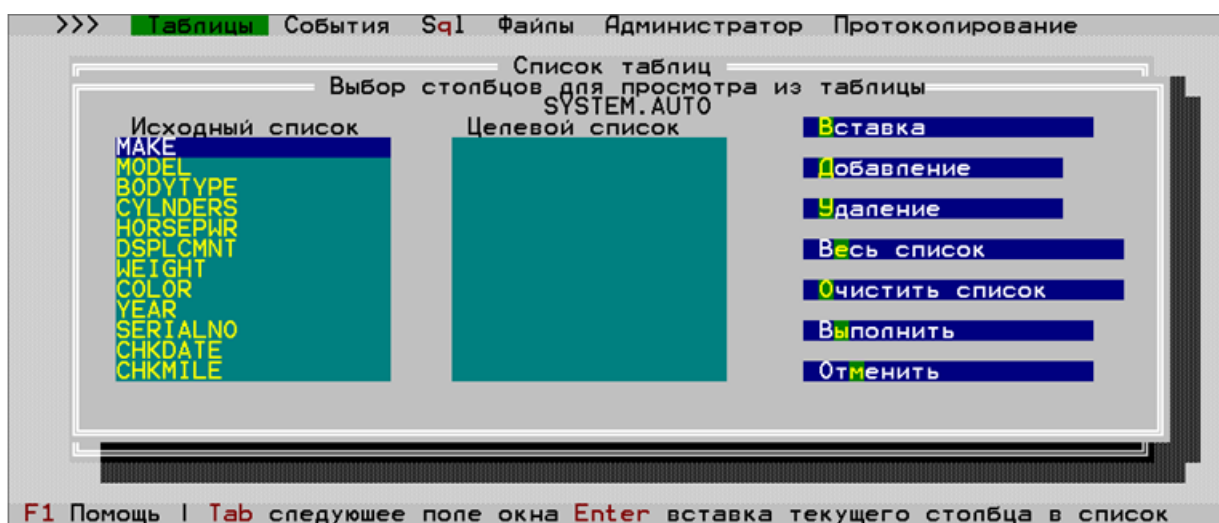 >>> Таблицы События Sql Файлы Администратор Протоколирование
Список таблиц
Выбор столбцов для просмотра из таблицы
SYSTEM.AUTO
Исходный список
MAKE
MODEL
BODYTYPE
CYLNDERS
HORSEPWR
DSPLCMNT
WEIGHT
COLOR
YEAR
SERIALNO
CHKDATE
CHKMILE
Целевой список
Вставка
Добавление
Удаление
Весь список
Очистить список
Выполнить
Отменить
F1 Помощь | Tab следующее поле окна Enter вставка текущего столбца в список